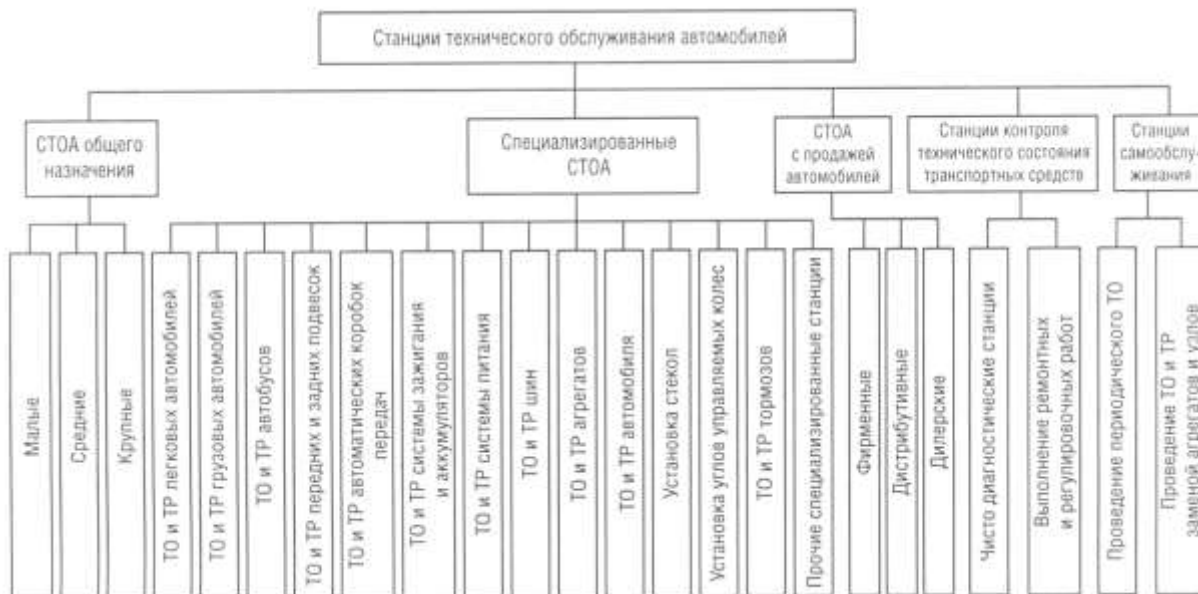 Станции технического обслуживания автомобилей
СТОА общего
назначения
Специализированные
СТОА
СТОА
с продажей
автомобилей
Станции контроля
технического состояния
транспортных средств
Станции
самообслу-
живания
Малые
Средние
Крупные
ТО и ТР легковых автомобилей
ТО и ТР грузовых автомобилей
ТО и ТР автобусов
ТО и ТР передних и задних подвесок
ТО и ТР автоматических коробок
передач
ТО и ТР системы зажигания
и аккумуляторов
ТО и ТР системы питания
ТО и ТР шин
ТО и ТР агрегатов
ТО и ТР автомобиля
Установка стекол
Установка углов управляемых колес
ТО и ТР тормозов
Прочие специализированные станции
Фирменные
Дистрибутивные
Дилерские
Чисто диагностические станции
Выполнение ремонтных
и регулировочных работ
Проведение периодического ТО
Проведение ТО и ТР
заменой агрегатов и узлов